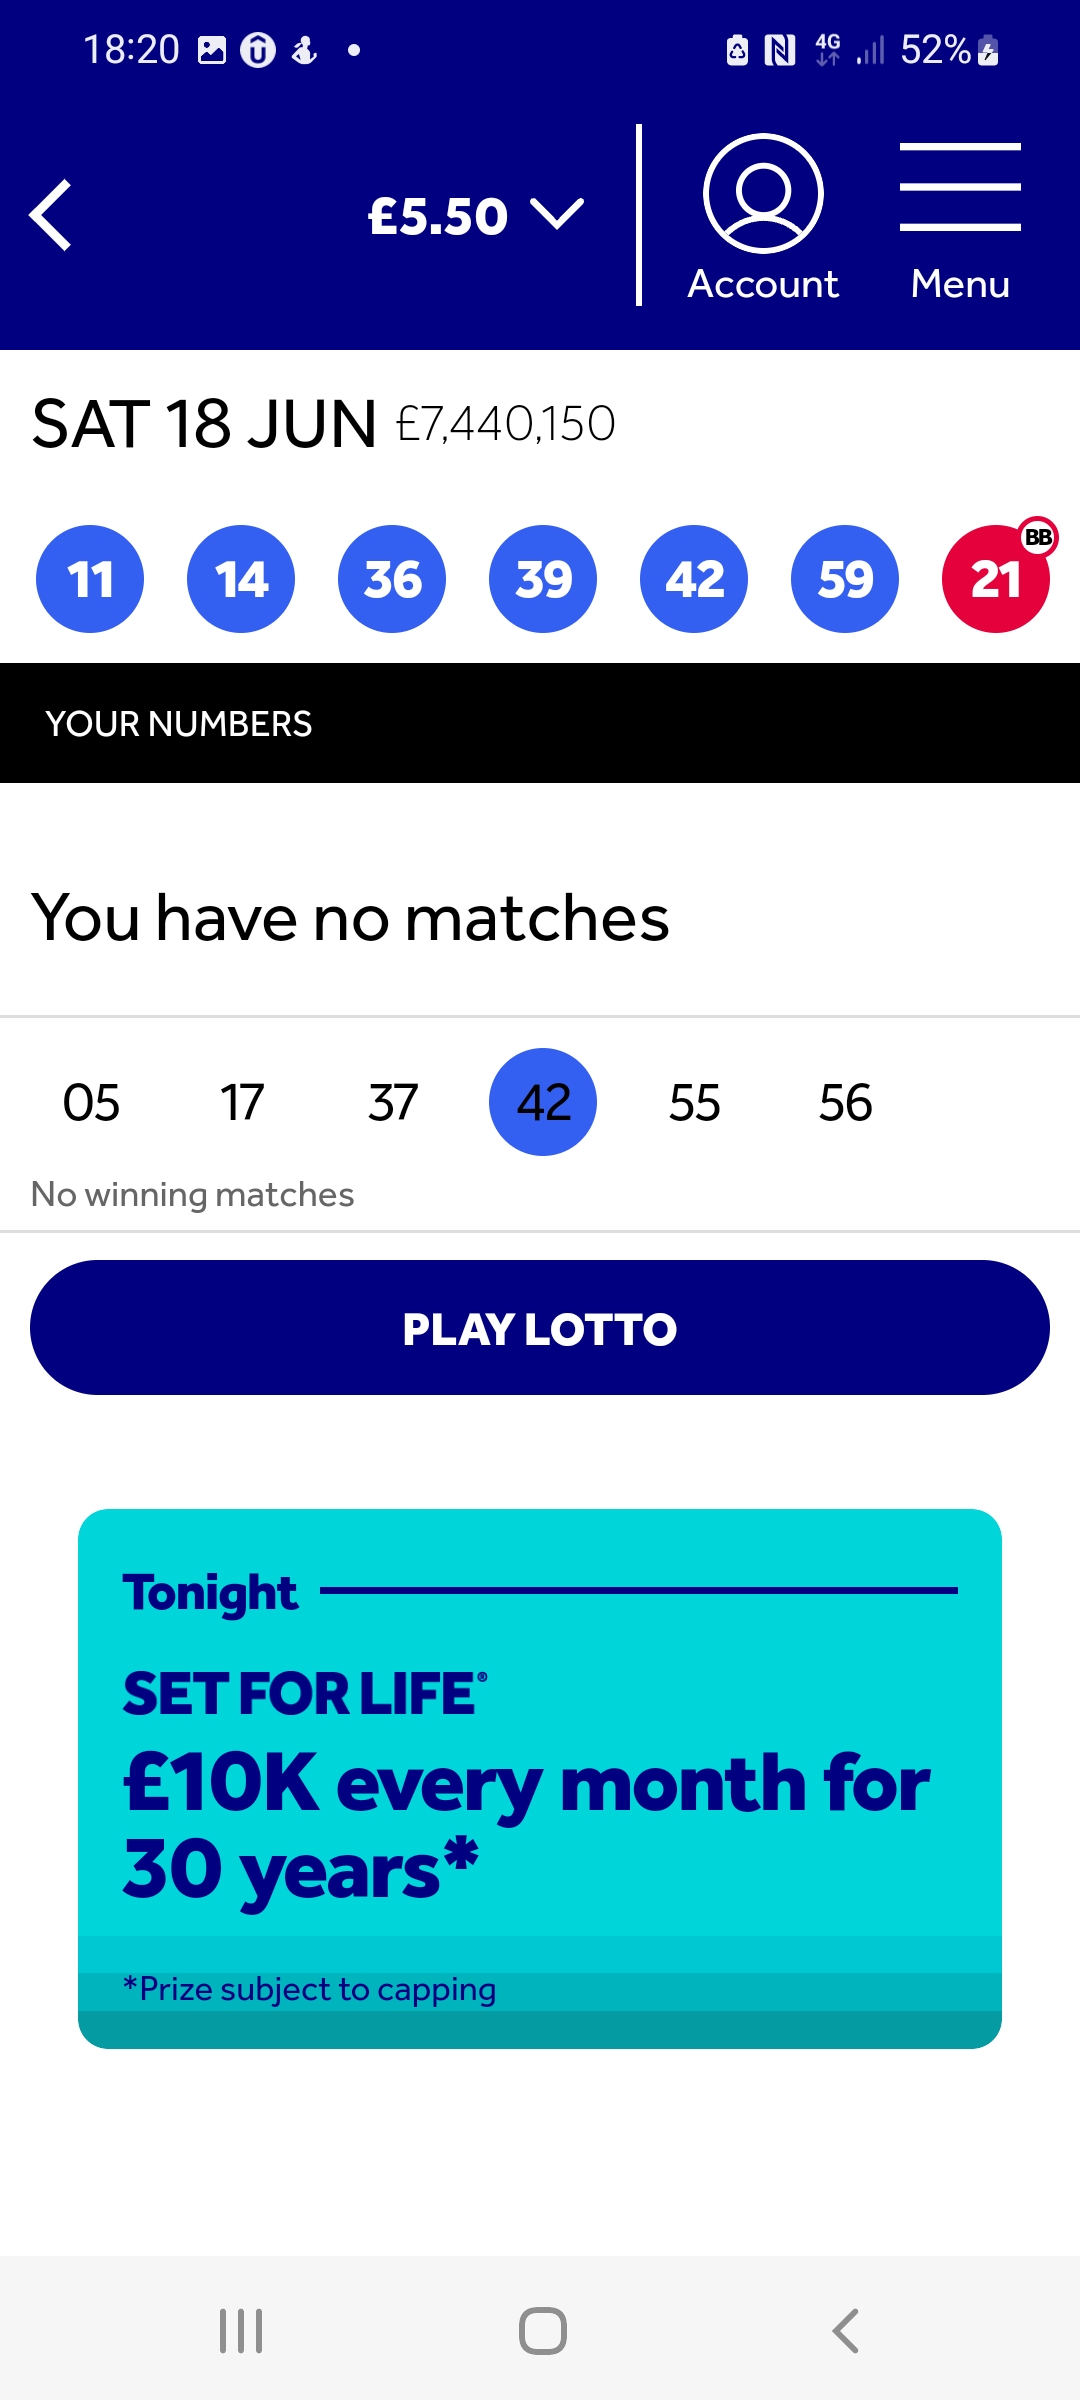 18:20 4G 52%
£5.50
Account Menu
SAT 18 JUN £7,440,150
11 14 36 39 42 59 21 BB
YOUR NUMBERS
You have no matches
05 17 37 42 55 56
No winning matches
PLAY LOTTO
Tonight
SET FOR LIFE®
£10K every month for
30 years*
*Prize subject to capping